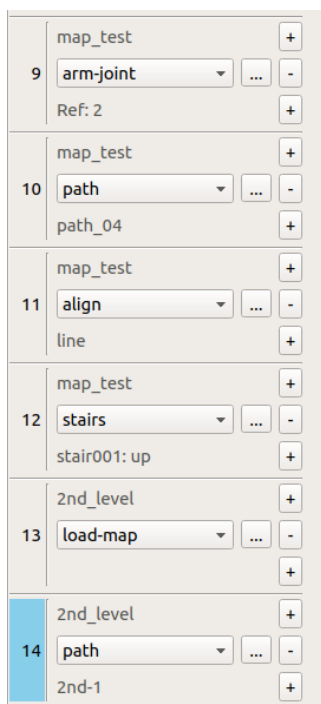 map_test +
9 arm-joint ... -
Ref: 2 +
map_test +
10 path ... -
path_04 +
map_test +
11 align ... -
line +
map_test +
12 stairs ... -
stair001: up +
2nd_level +
13 load-map ... -
+
2nd_level +
14 path ... -
2nd-1 +